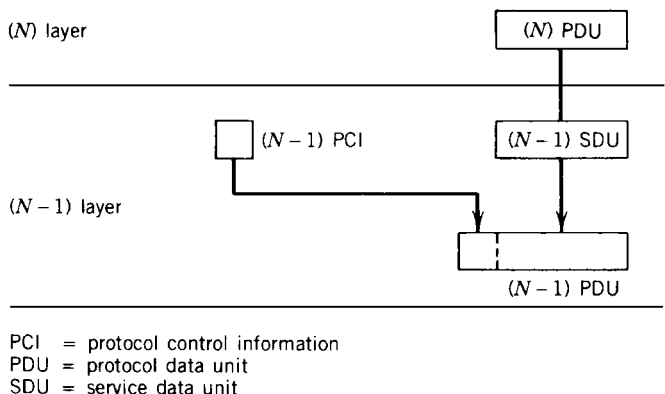 (N) layer
(N) PDU
(N − 1) PCI
(N − 1) SDU
(N − 1) layer
(N − 1) PDU
PCI = protocol control information
PDU = protocol data unit
SDU = service data unit